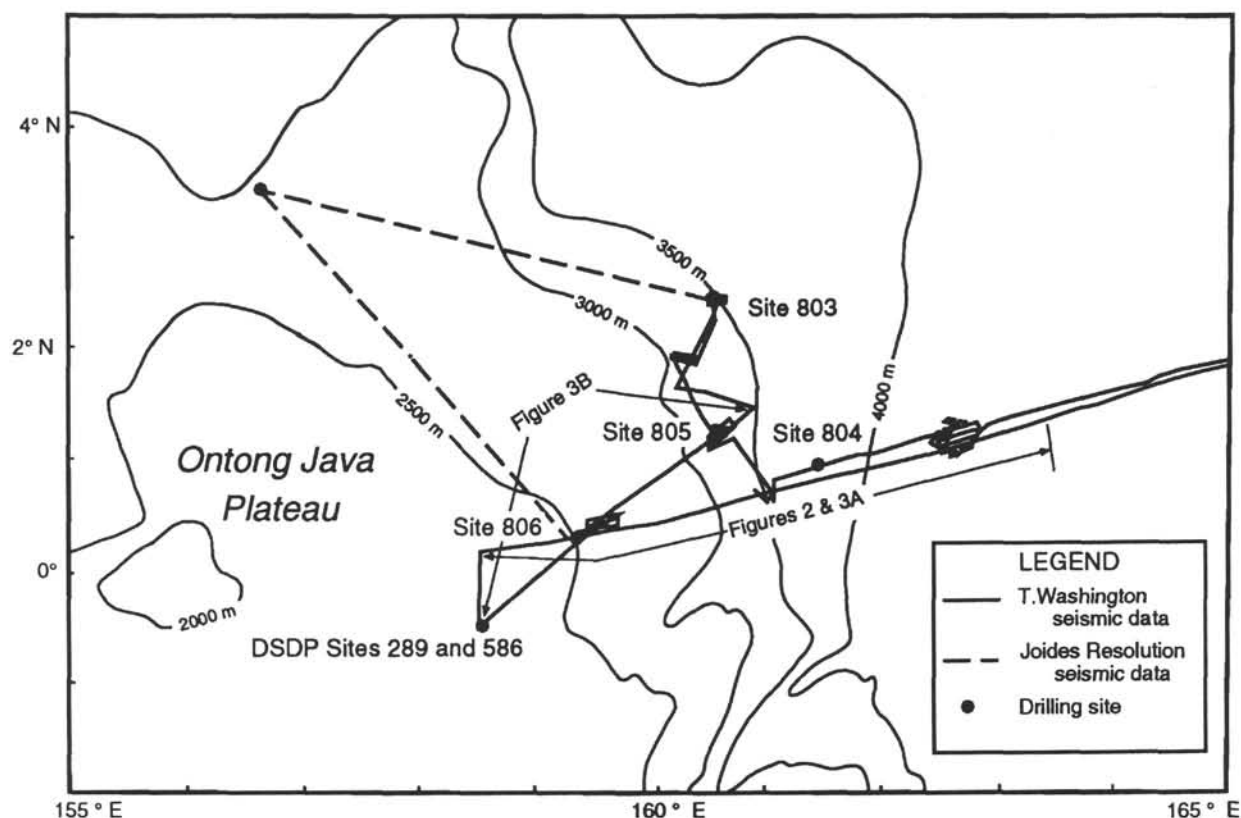 4° N
3500 m
Site 803
3000 m
2° N
Figure 3B
4000 m
2500 m
Site 805
Site 804
Ontong Java
Plateau
Site 806
Figures 2 & 3A
0°
2000 m
DSDP Sites 289 and 586
LEGEND
T.Washington
seismic data
Joides Resolution
seismic data
Drilling site
155° E
160° E
165° E